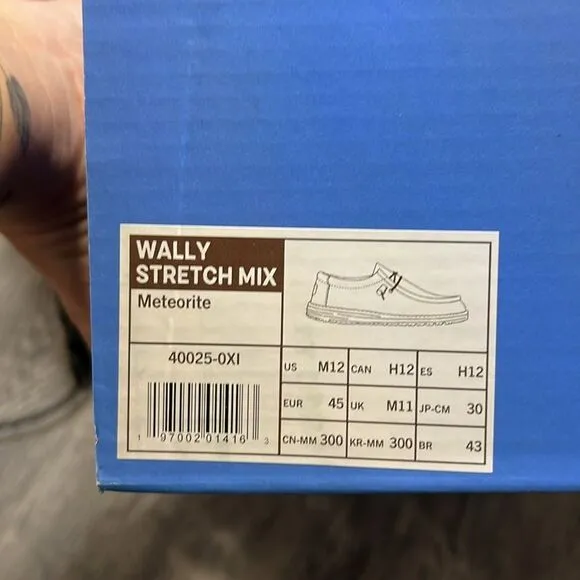 WALLY
STRETCH MIX
Meteorite
40025-0XI
1 97002 01416 3
US M12 CAN H12 ES H12
EUR 45 UK M11 JP-CM 30
CN-MM 300 KR-MM 300 BR 43